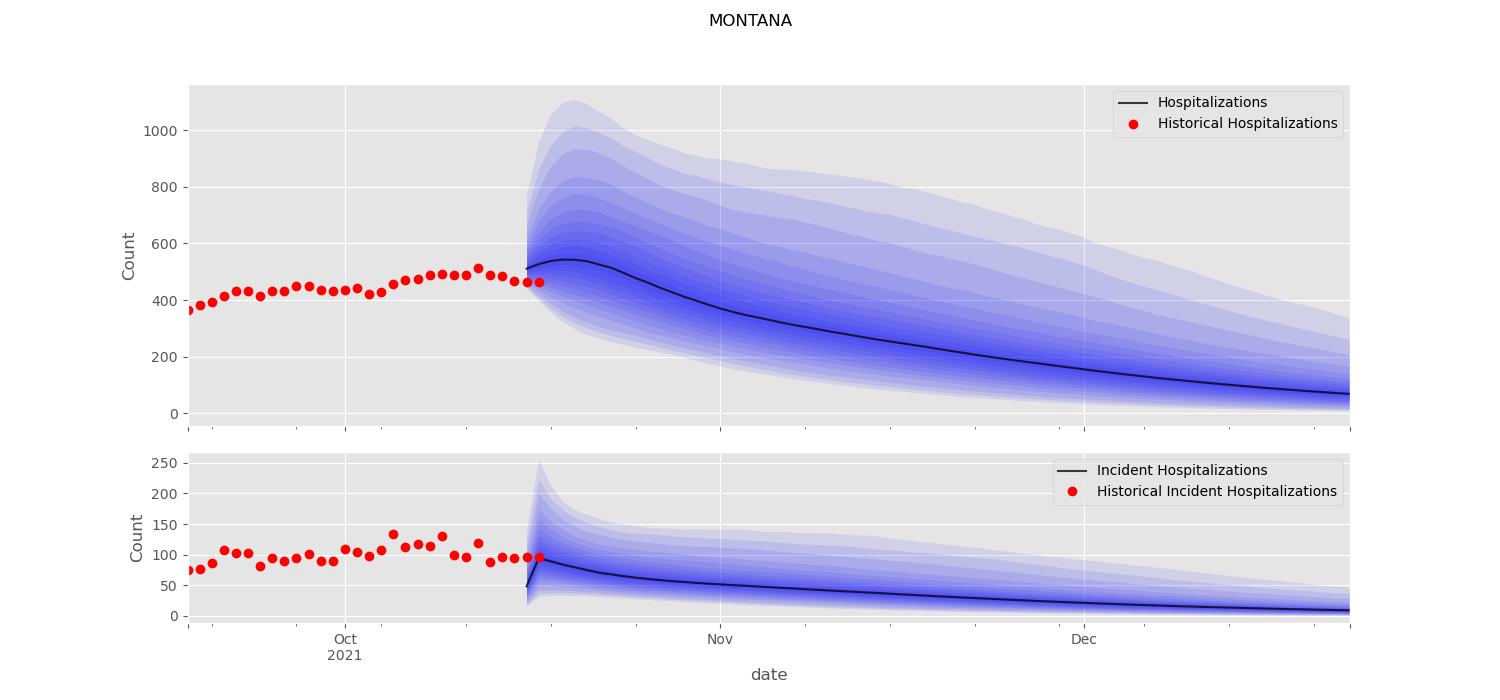 MONTANA
Hospitalizations
Historical Hospitalizations
1000
800
600
400
200
0
Count
Incident Hospitalizations
Historical Incident Hospitalizations
250
200
150
100
50
0
Count
Oct
2021
Nov
Dec
date